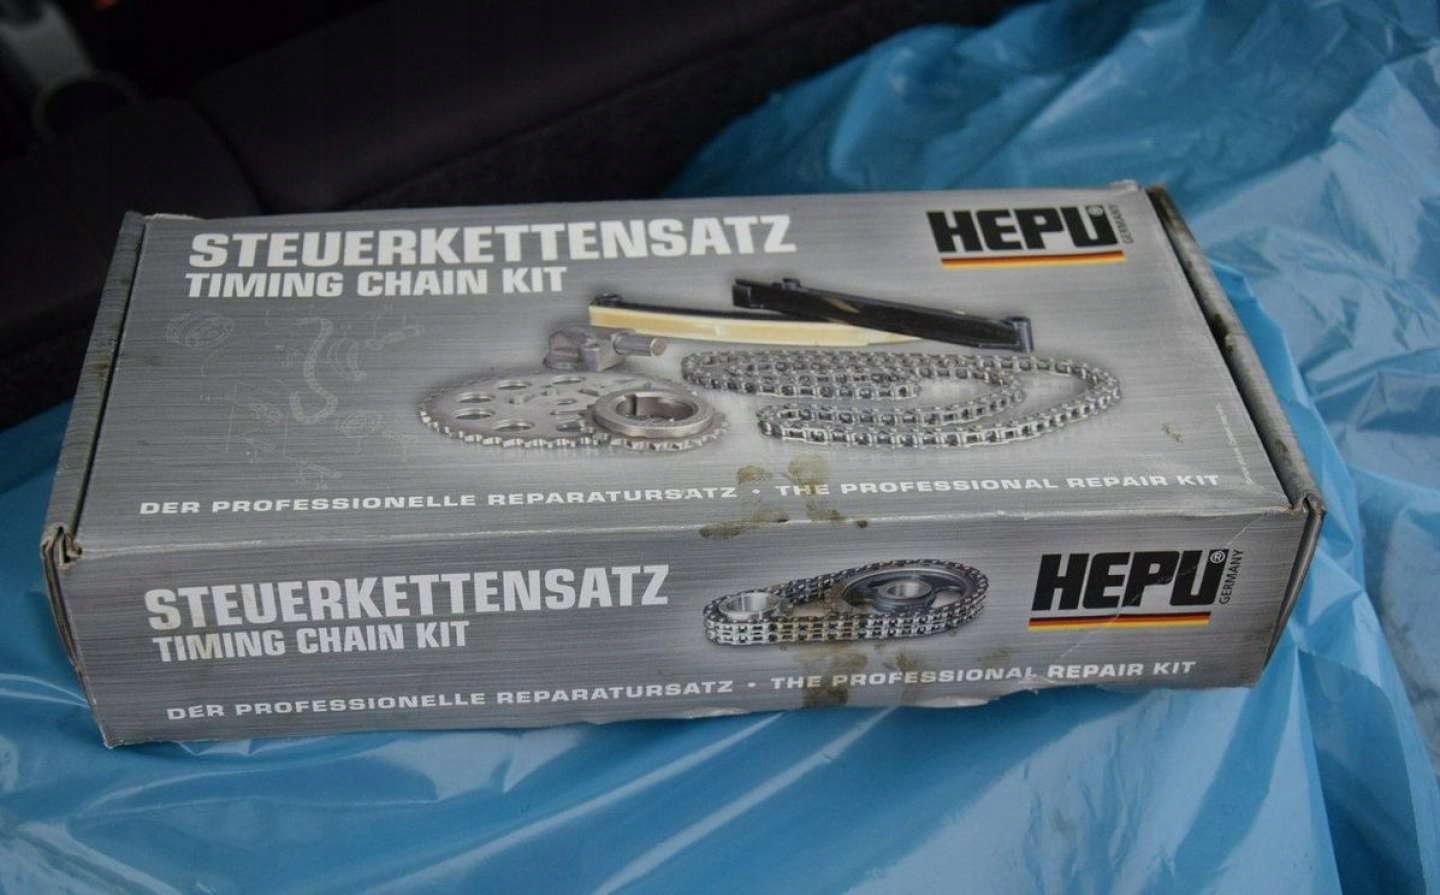 STEUERKETTENSATZ
TIMING CHAIN KIT
HEPU®
GERMANY
DER PROFESSIONELLE REPARATURSATZ · THE PROFESSIONAL REPAIR KIT
STEUERKETTENSATZ
TIMING CHAIN KIT
HEPU®
GERMANY
DER PROFESSIONELLE REPARATURSATZ · THE PROFESSIONAL REPAIR KIT